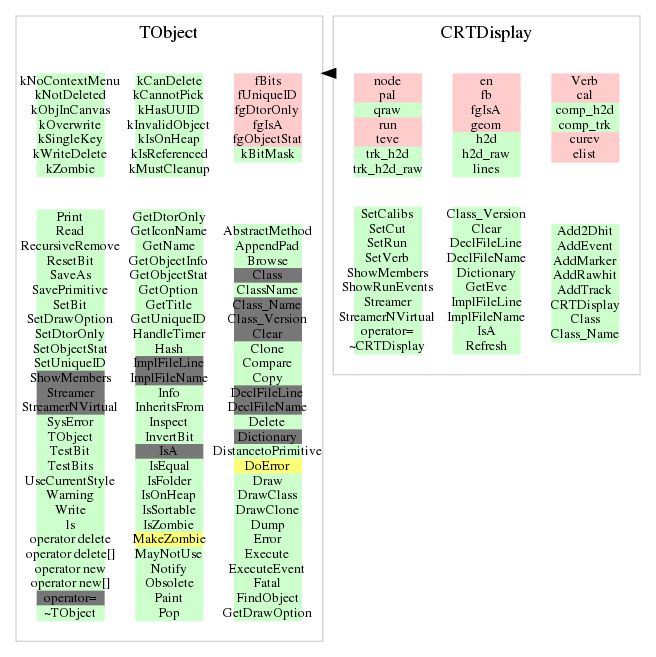 TObject
kNoContextMenu
kNotDeleted
kObjInCanvas
kOverwrite
kSingleKey
kWriteDelete
kZombie
kCanDelete
kCannotPick
kHasUUID
kInvalidObject
kIsOnHeap
kIsReferenced
kMustCleanup
fBits
fUniqueID
fgDtorOnly
fgIsA
fgObjectStat
kBitMask
Print
Read
RecursiveRemove
ResetBit
SaveAs
SavePrimitive
SetBit
SetDrawOption
SetDtorOnly
SetObjectStat
SetUniqueID
ShowMembers
Streamer
StreamerNVirtual
SysError
TObject
TestBit
TestBits
UseCurrentStyle
Warning
Write
ls
operator delete
operator delete[]
operator new
operator new[]
operator=
~TObject
GetDtorOnly
GetIconName
GetName
GetObjectInfo
GetObjectStat
GetOption
GetTitle
GetUniqueID
HandleTimer
Hash
ImplFileLine
ImplFileName
Info
InheritsFrom
Inspect
InvertBit
IsA
IsEqual
IsFolder
IsOnHeap
IsSortable
IsZombie
MakeZombie
MayNotUse
Notify
Obsolete
Paint
Pop
AbstractMethod
AppendPad
Browse
Class
ClassName
Class_Name
Class_Version
Clear
Clone
Compare
Copy
DeclFileLine
DeclFileName
Delete
Dictionary
DistancetoPrimitive
DoError
Draw
DrawClass
DrawClone
Dump
Error
Execute
ExecuteEvent
Fatal
FindObject
GetDrawOption
CRTDisplay
node
pal
qraw
run
teve
trk_h2d
trk_h2d_raw
en
fb
fgIsA
geom
h2d
h2d_raw
lines
Verb
cal
comp_h2d
comp_trk
curev
elist
SetCalibs
SetCut
SetRun
SetVerb
ShowMembers
ShowRunEvents
Streamer
StreamerNVirtual
operator=
~CRTDisplay
Class_Version
Clear
DeclFileLine
DeclFileName
Dictionary
GetEve
ImplFileLine
ImplFileName
IsA
Refresh
Add2Dhit
AddEvent
AddMarker
AddRawhit
AddTrack
CRTDisplay
Class
Class_Name